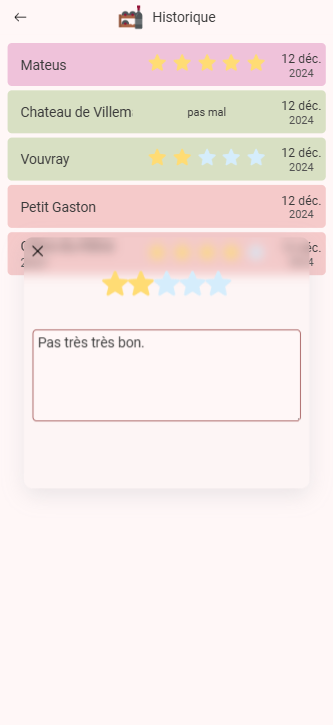 Historique
Mateus
12 déc.
2024
Chateau de Villem
pas mal
12 déc.
2024
Vouvray
12 déc.
2024
Petit Gaston
12 déc.
2024
Pas très très bon.